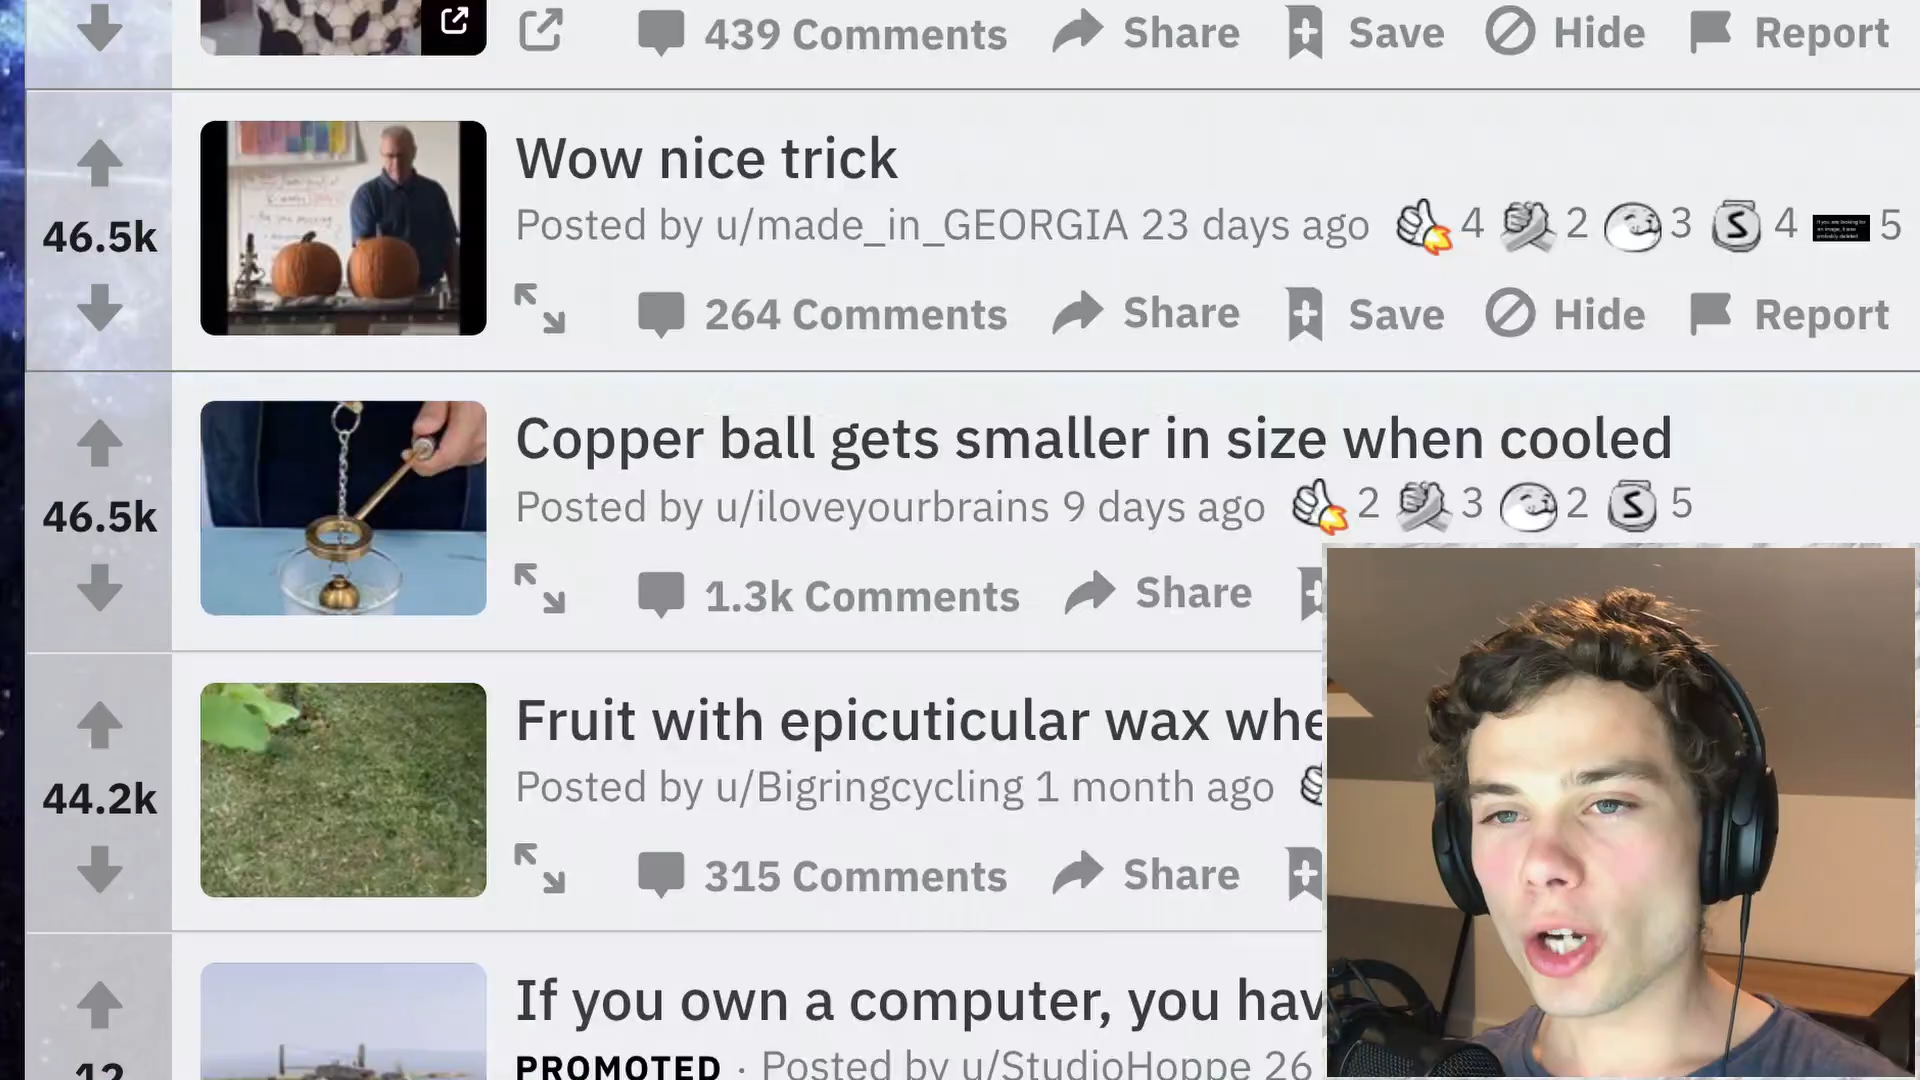 439 Comments Share Save Hide Report
Wow nice trick
46.5k
Posted by u/made_in_GEORGIA 23 days ago 4 2 3 S 4 5
264 Comments Share Save Hide Report
Copper ball gets smaller in size when cooled
46.5k
Posted by u/iloveyourbrains 9 days ago 2 3 2 S 5
1.3k Comments Share
Fruit with epicuticular wax whe
44.2k
Posted by u/Bigringcycling 1 month ago
315 Comments Share
If you own a computer, you hav
12
PROMOTED · Posted by u/StudioHoppe 26